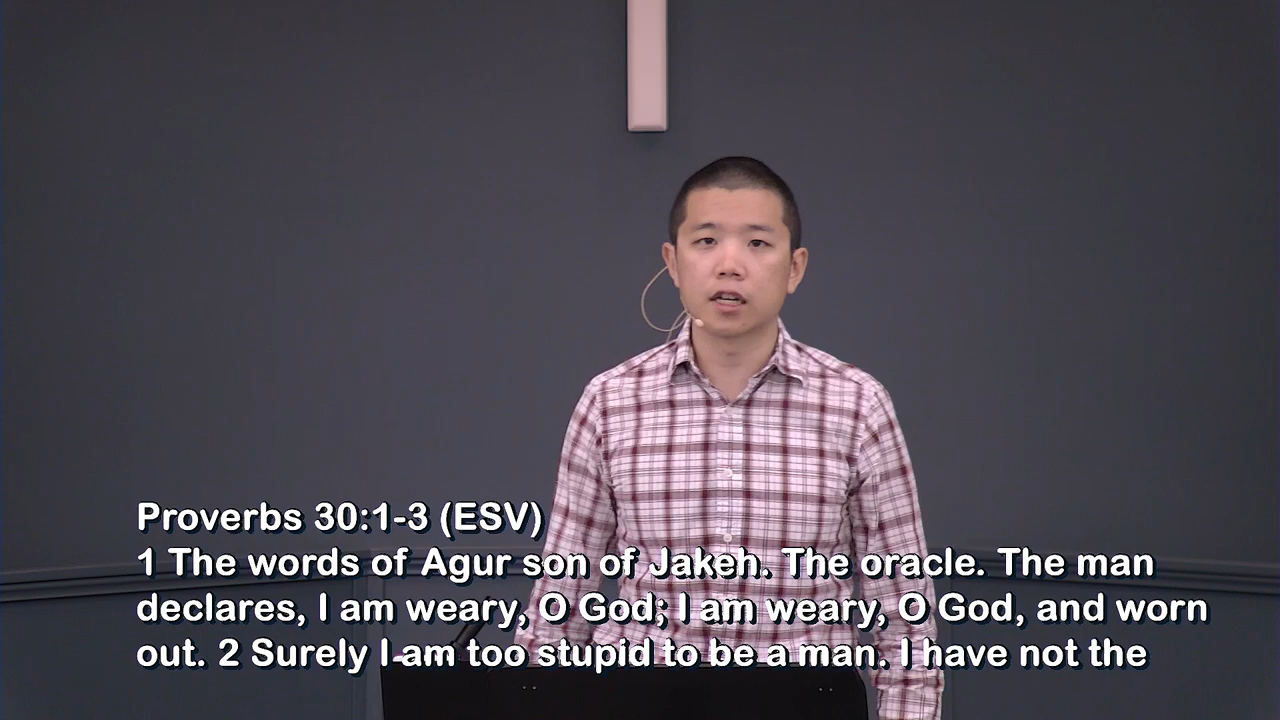 Proverbs 30:1-3 (ESV)
1 The words of Agur son of Jakeh. The oracle. The man
declares, I am weary, O God; I am weary, O God, and worn
out. 2 Surely I am too stupid to be a man. I have not the